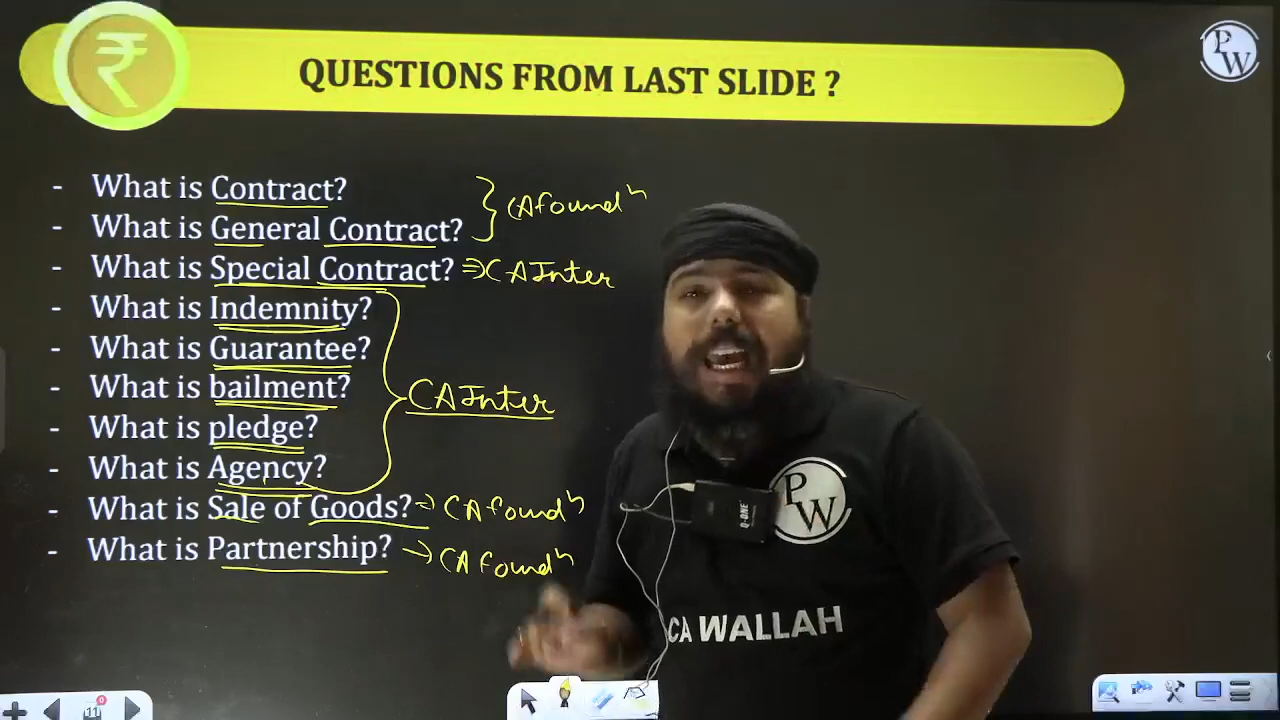 PW
QUESTIONS FROM LAST SLIDE ?
- What is Contract?
- What is General Contract? } CA foundn
- What is Special Contract? ⇒ CA Inter
- What is Indemnity?
- What is Guarantee?
- What is bailment? } CA Inter
- What is pledge?
- What is Agency?
- What is Sale of Goods? → CA foundn
- What is Partnership? → CA foundn
PW
CA WALLAH
11